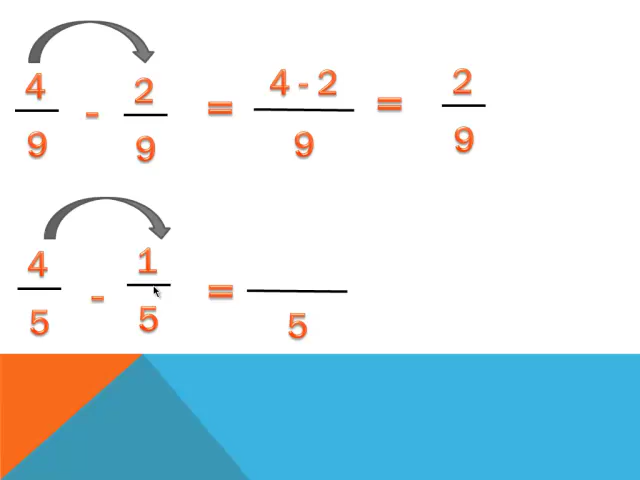 4/9 - 2/9 = (4 - 2)/9 = 2/9
4/5 - 1/5 = /5